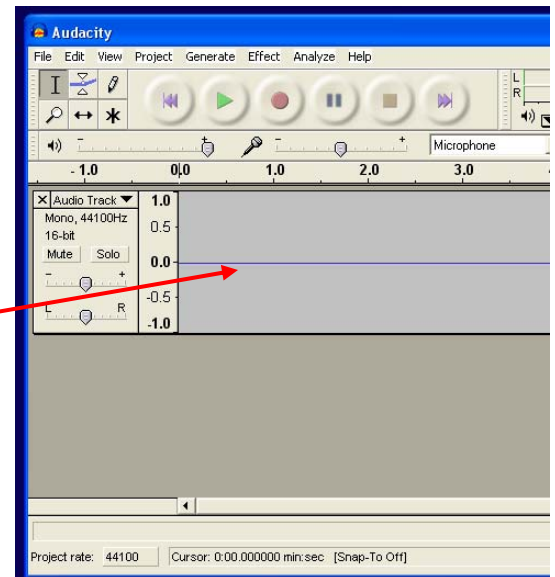 Audacity
File Edit View Project Generate Effect Analyze Help
L
R
- + - + Microphone
- 1.0 0.0 1.0 2.0 3.0
Audio Track 1.0
Mono, 44100Hz
16-bit 0.5
Mute Solo
0.0
- +
-0.5
L R
-1.0
Project rate: 44100 Cursor: 0:00.000000 min:sec [Snap-To Off]